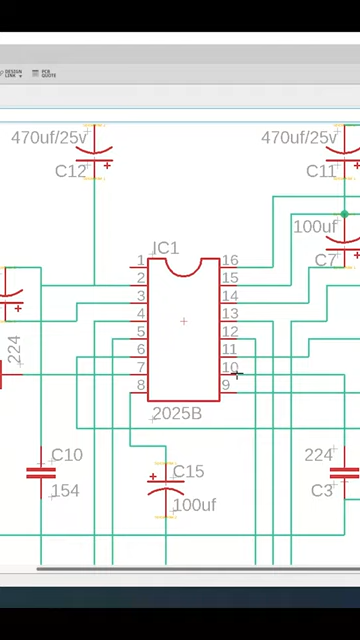 DESIGN LINK
PCB QUOTE
470uf/25v
C12
470uf/25v
C11
100uf
C7
IC1
1
2
3
4
5
6
7
8
16
15
14
13
12
11
10
9
2025B
224
C10
154
C15
100uf
224
C3